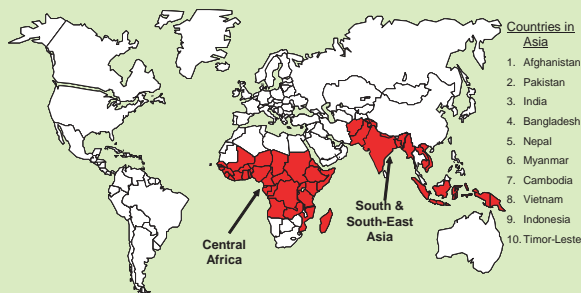 Countries in
Asia
1. Afghanistan
2. Pakistan
3. India
4. Bangladesh
5. Nepal
6. Myanmar
7. Cambodia
8. Vietnam
9. Indonesia
10. Timor-Leste
South &
South-East
Asia
Central
Africa